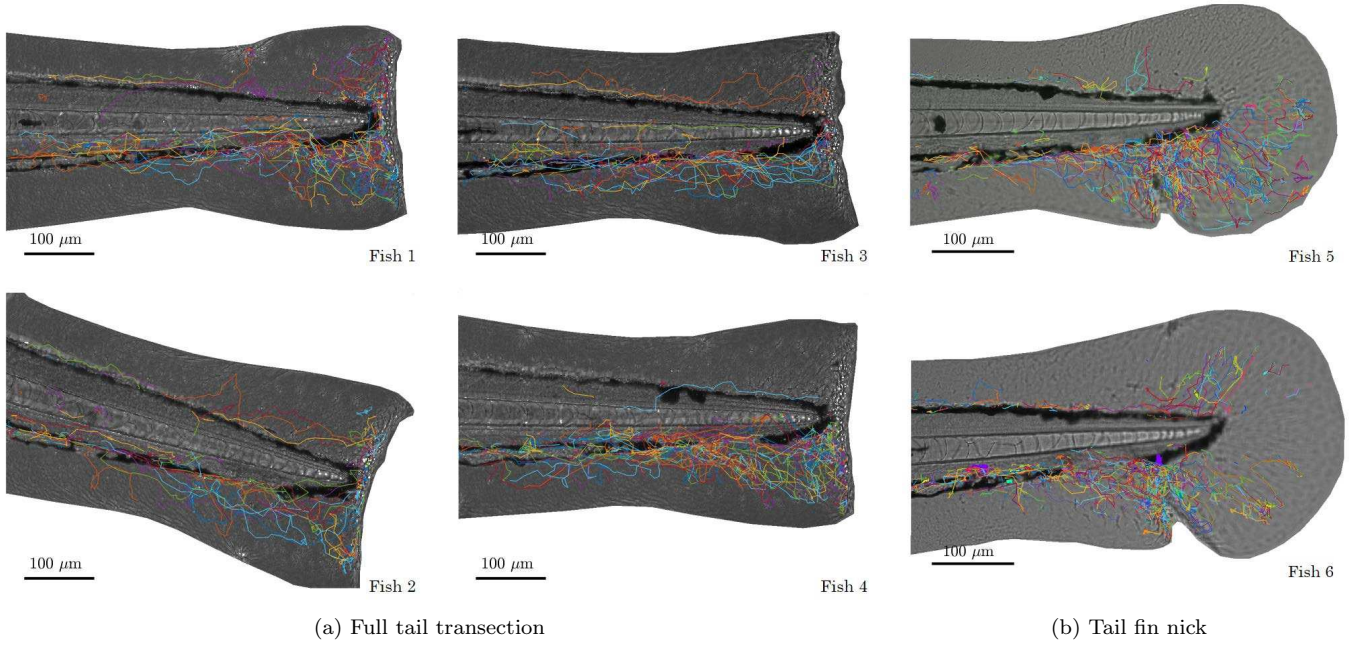 100 μm
Fish 1
100 μm
Fish 3
100 μm
Fish 5
100 μm
Fish 2
100 μm
Fish 4
100 μm
Fish 6
(a) Full tail transection
(b) Tail fin nick